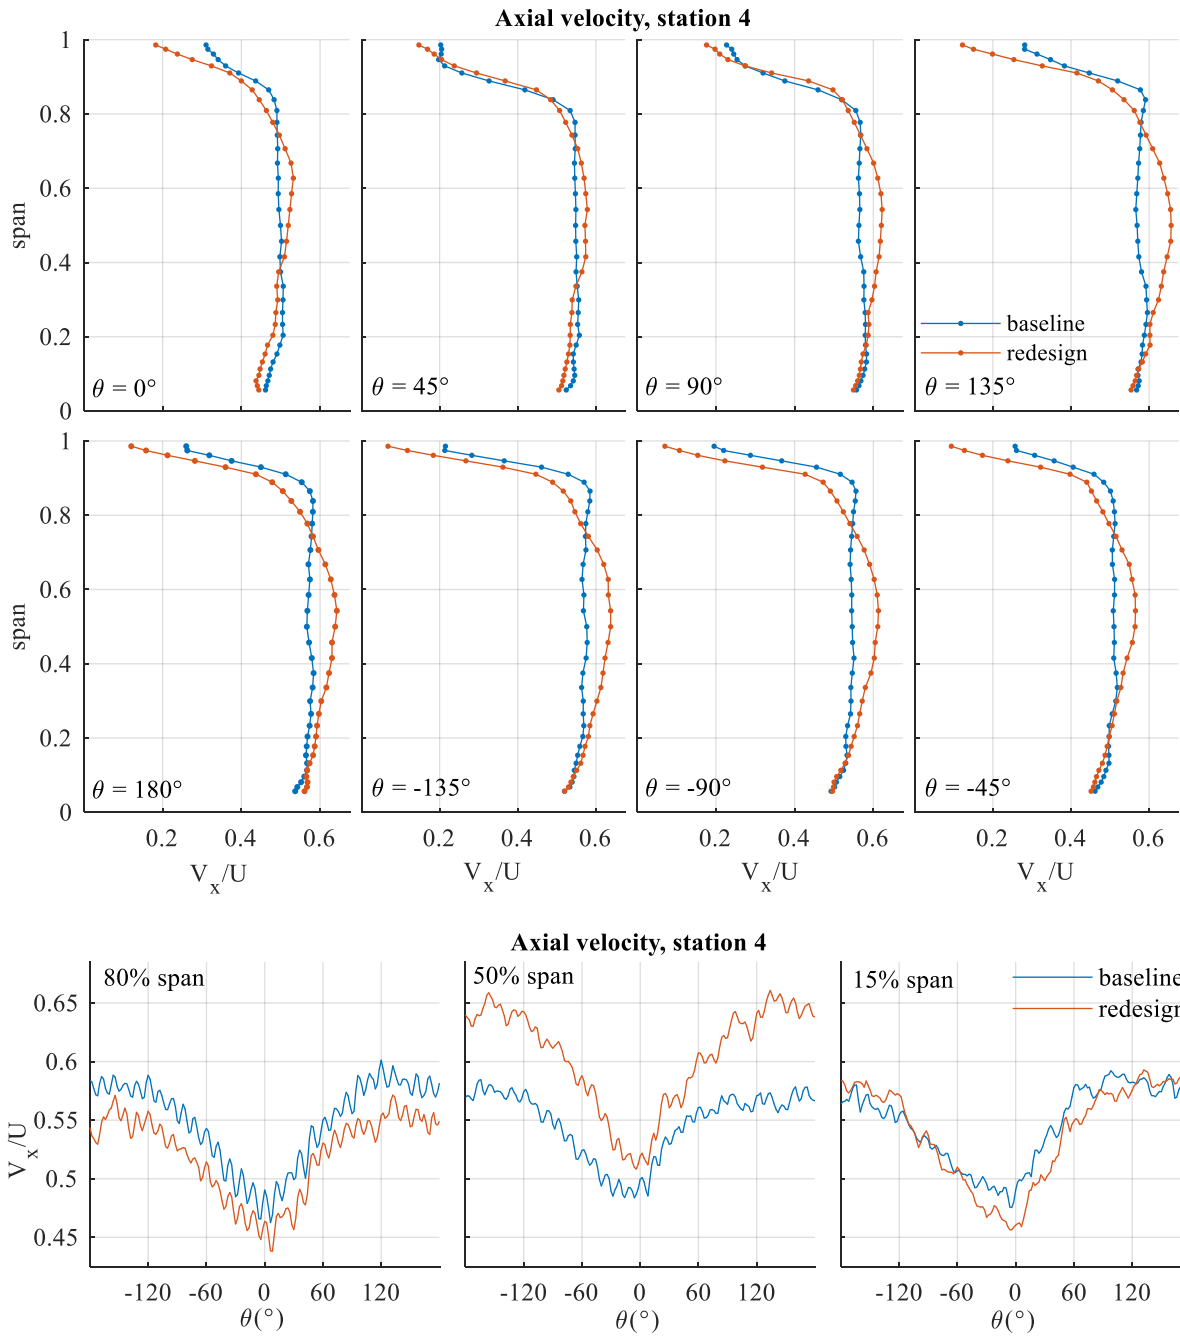 Axial velocity, station 4
1
0.8
0.6
0.4
0.2
0
span
θ = 0°
θ = 45°
θ = 90°
baseline
redesign
θ = 135°
1
0.8
0.6
0.4
0.2
0
span
θ = 180°
θ = -135°
θ = -90°
θ = -45°
0.2 0.4 0.6 0.2 0.4 0.6 0.2 0.4 0.6 0.2 0.4 0.6
V_x/U V_x/U V_x/U V_x/U
Axial velocity, station 4
80% span 50% span 15% span
baseline
redesign
0.65
0.6
0.55
0.5
0.45
V_x/U
-120 -60 0 60 120 -120 -60 0 60 120 -120 -60 0 60 120
θ(°) θ(°) θ(°)